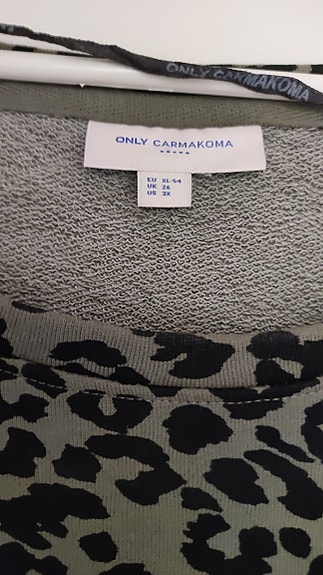 ONLY CARMAKOMA
ONLY CARMAKOMA
EU XL-54
UK 26
US 3X